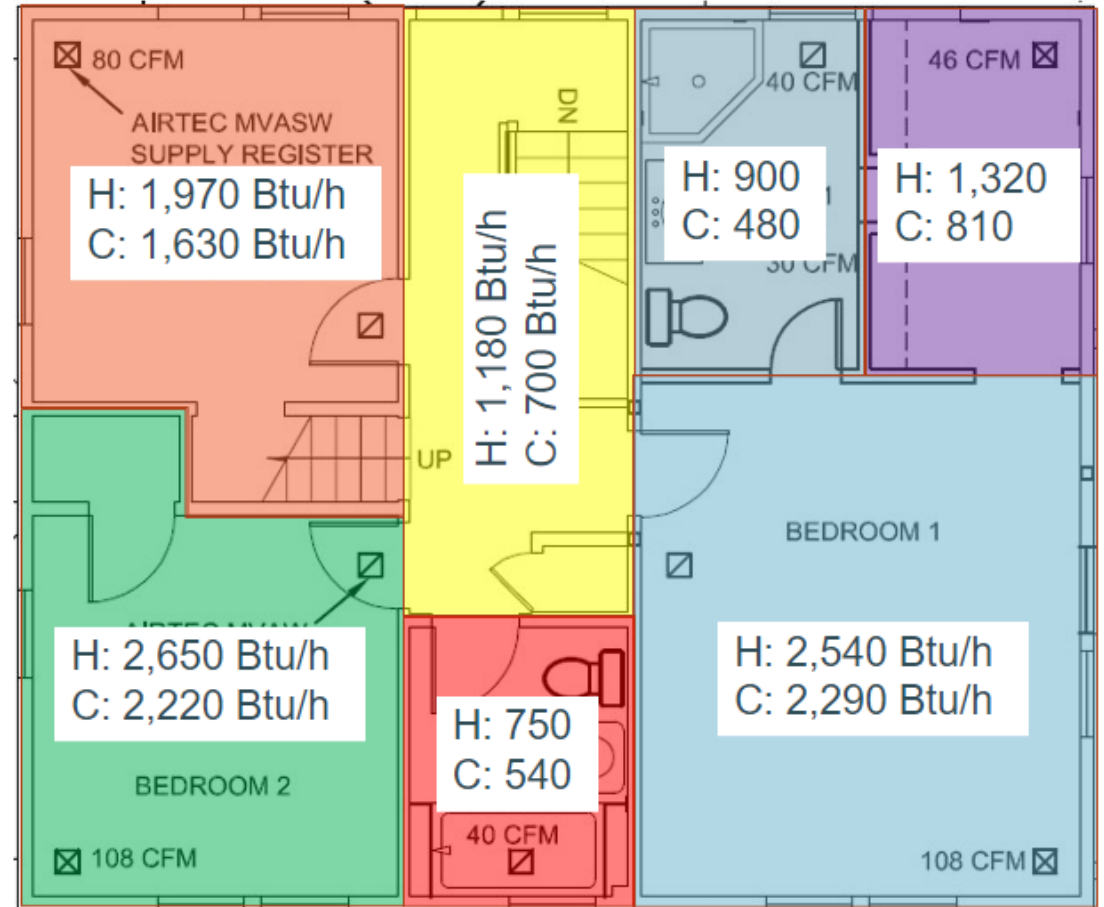 80 CFM
AIRTEC MVASW
SUPPLY REGISTER
H: 1,970 Btu/h
C: 1,630 Btu/h
DN
H: 1,180 Btu/h
C: 700 Btu/h
UP
40 CFM
H: 900
C: 480
30 CFM
46 CFM
H: 1,320
C: 810
BEDROOM 1
H: 2,540 Btu/h
C: 2,290 Btu/h
108 CFM
AIRTEC MVAW
H: 2,650 Btu/h
C: 2,220 Btu/h
BEDROOM 2
108 CFM
H: 750
C: 540
40 CFM